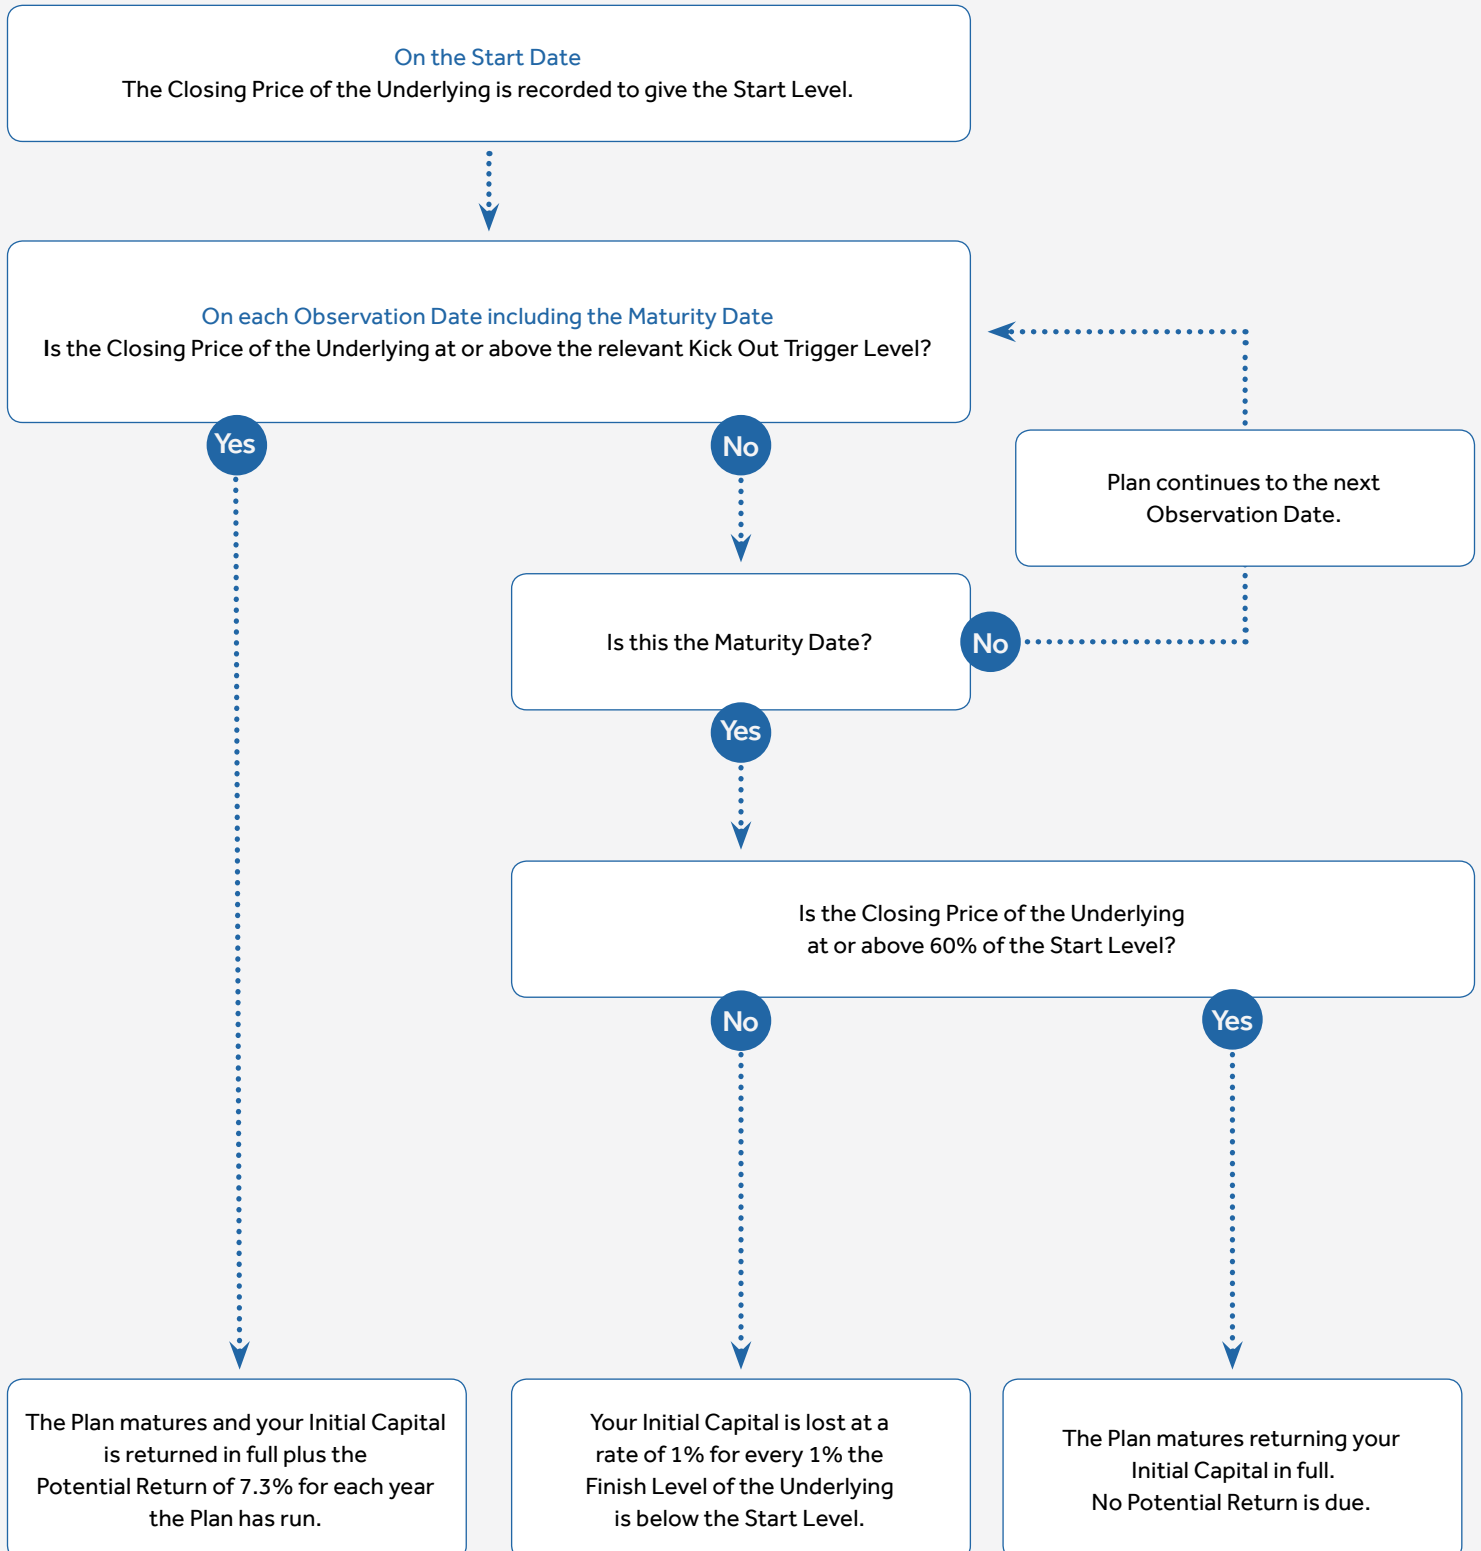 On the Start Date
The Closing Price of the Underlying is recorded to give the Start Level.
On each Observation Date including the Maturity Date
Is the Closing Price of the Underlying at or above the relevant Kick Out Trigger Level?
Yes
No
Plan continues to the next
Observation Date.
Is this the Maturity Date?
No
Yes
Is the Closing Price of the Underlying
at or above 60% of the Start Level?
No
Yes
The Plan matures and your Initial Capital
is returned in full plus the
Potential Return of 7.3% for each year
the Plan has run.
Your Initial Capital is lost at a
rate of 1% for every 1% the
Finish Level of the Underlying
is below the Start Level.
The Plan matures returning your
Initial Capital in full.
No Potential Return is due.